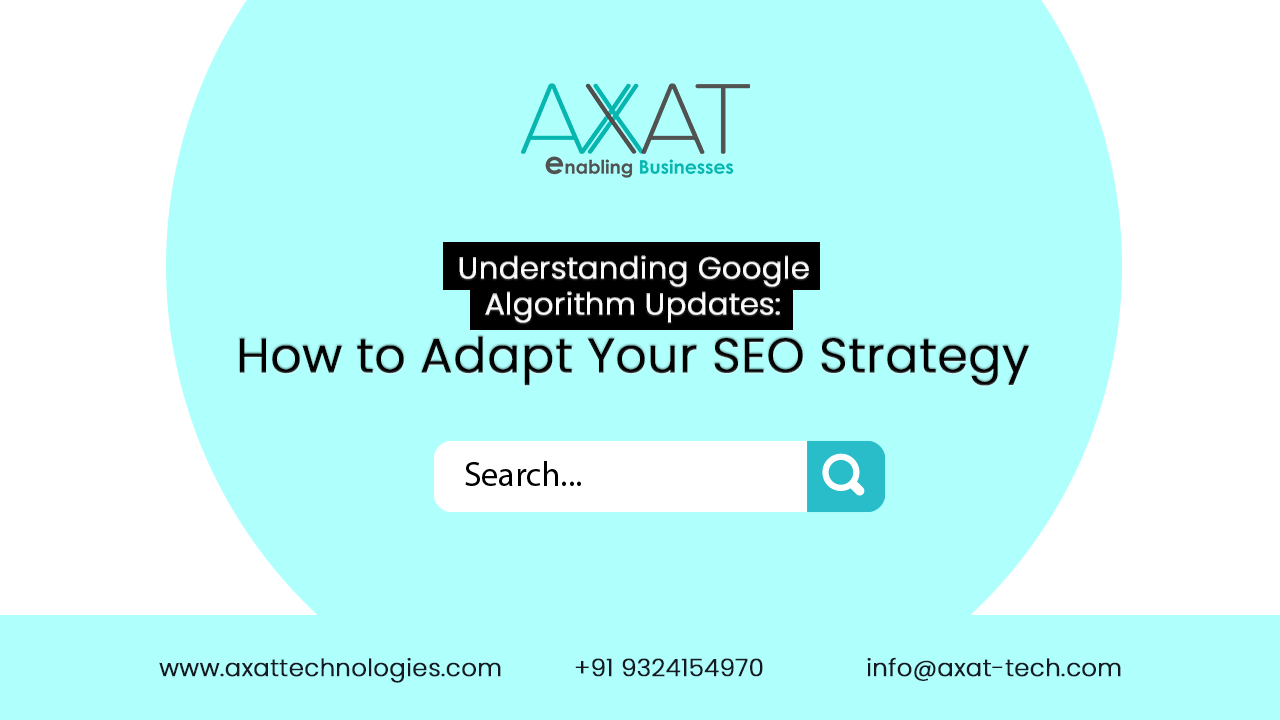 AXAT
enabling Businesses
Understanding Google
Algorithm Updates:
How to Adapt Your SEO Strategy
Search...
www.axattechnologies.com
+91 9324154970
info@axat-tech.com